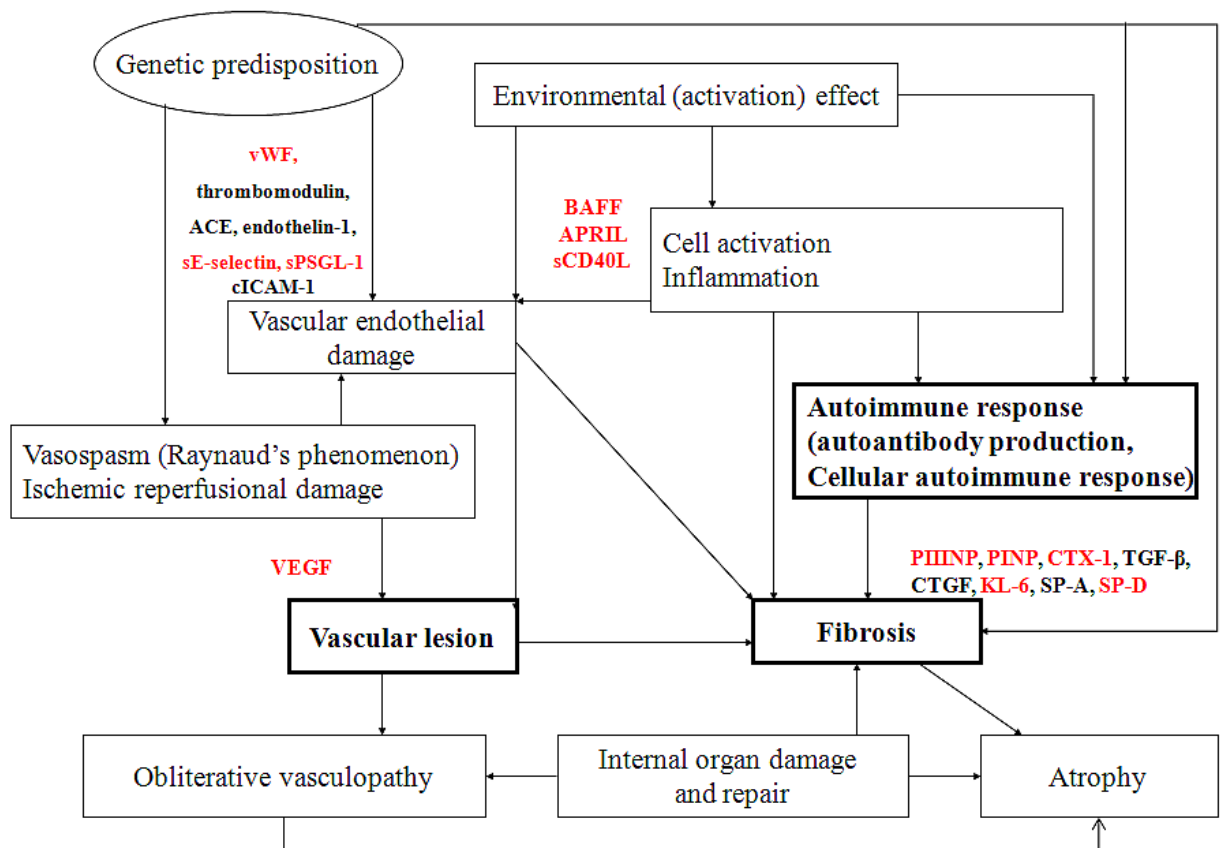 Genetic predisposition
Environmental (activation) effect
vWF,
thrombomodulin,
ACE, endothelin-1,
sE-selectin, sPSGL-1
cICAM-1
BAFF
APRIL
sCD40L
Cell activation
Inflammation
Vascular endothelial
damage
Autoimmune response
(autoantibody production,
Cellular autoimmune response)
Vasospasm (Raynaud’s phenomenon)
Ischemic reperfusional damage
VEGF
PIIINP, PINP, CTX-1, TGF-β,
CTGF, KL-6, SP-A, SP-D
Vascular lesion
Fibrosis
Obliterative vasculopathy
Internal organ damage
and repair
Atrophy